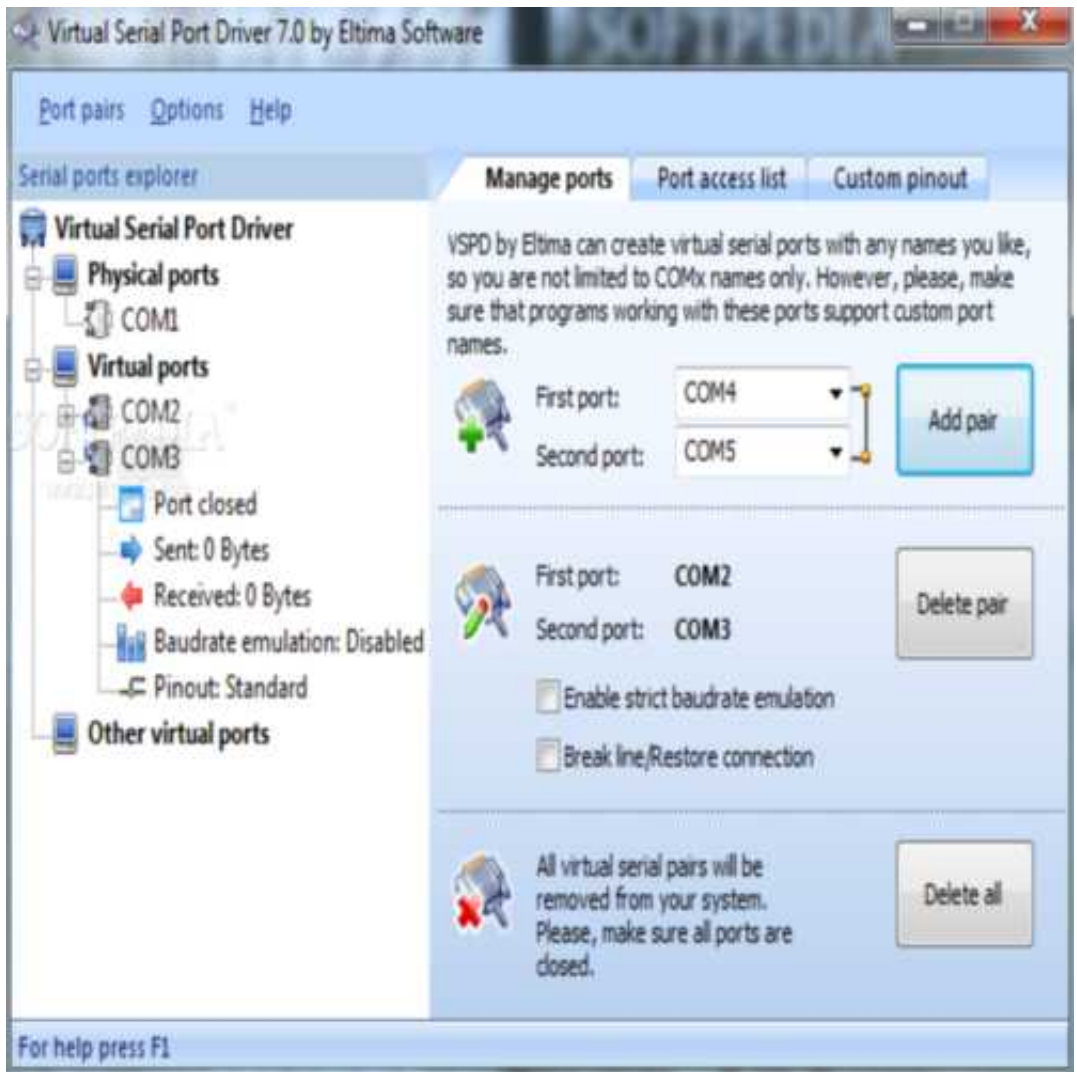 Virtual Serial Port Driver 7.0 by Eltima Software
SOFTPEDIA
Port pairs Options Help
Serial ports explorer
Virtual Serial Port Driver
Physical ports
COM1
Virtual ports
COM2
COM3
Port closed
Sent: 0 Bytes
Received: 0 Bytes
Baudrate emulation: Disabled
Pinout: Standard
Other virtual ports
Manage ports Port access list Custom pinout
VSPD by Eltima can create virtual serial ports with any names you like,
so you are not limited to COMx names only. However, please, make
sure that programs working with these ports support custom port
names.
First port: COM4
Second port: COM5
Add pair
First port: COM2
Second port: COM3
Delete pair
Enable strict baudrate emulation
Break line/Restore connection
All virtual serial pairs will be
removed from your system.
Please, make sure all ports are
closed.
Delete all
For help press F1